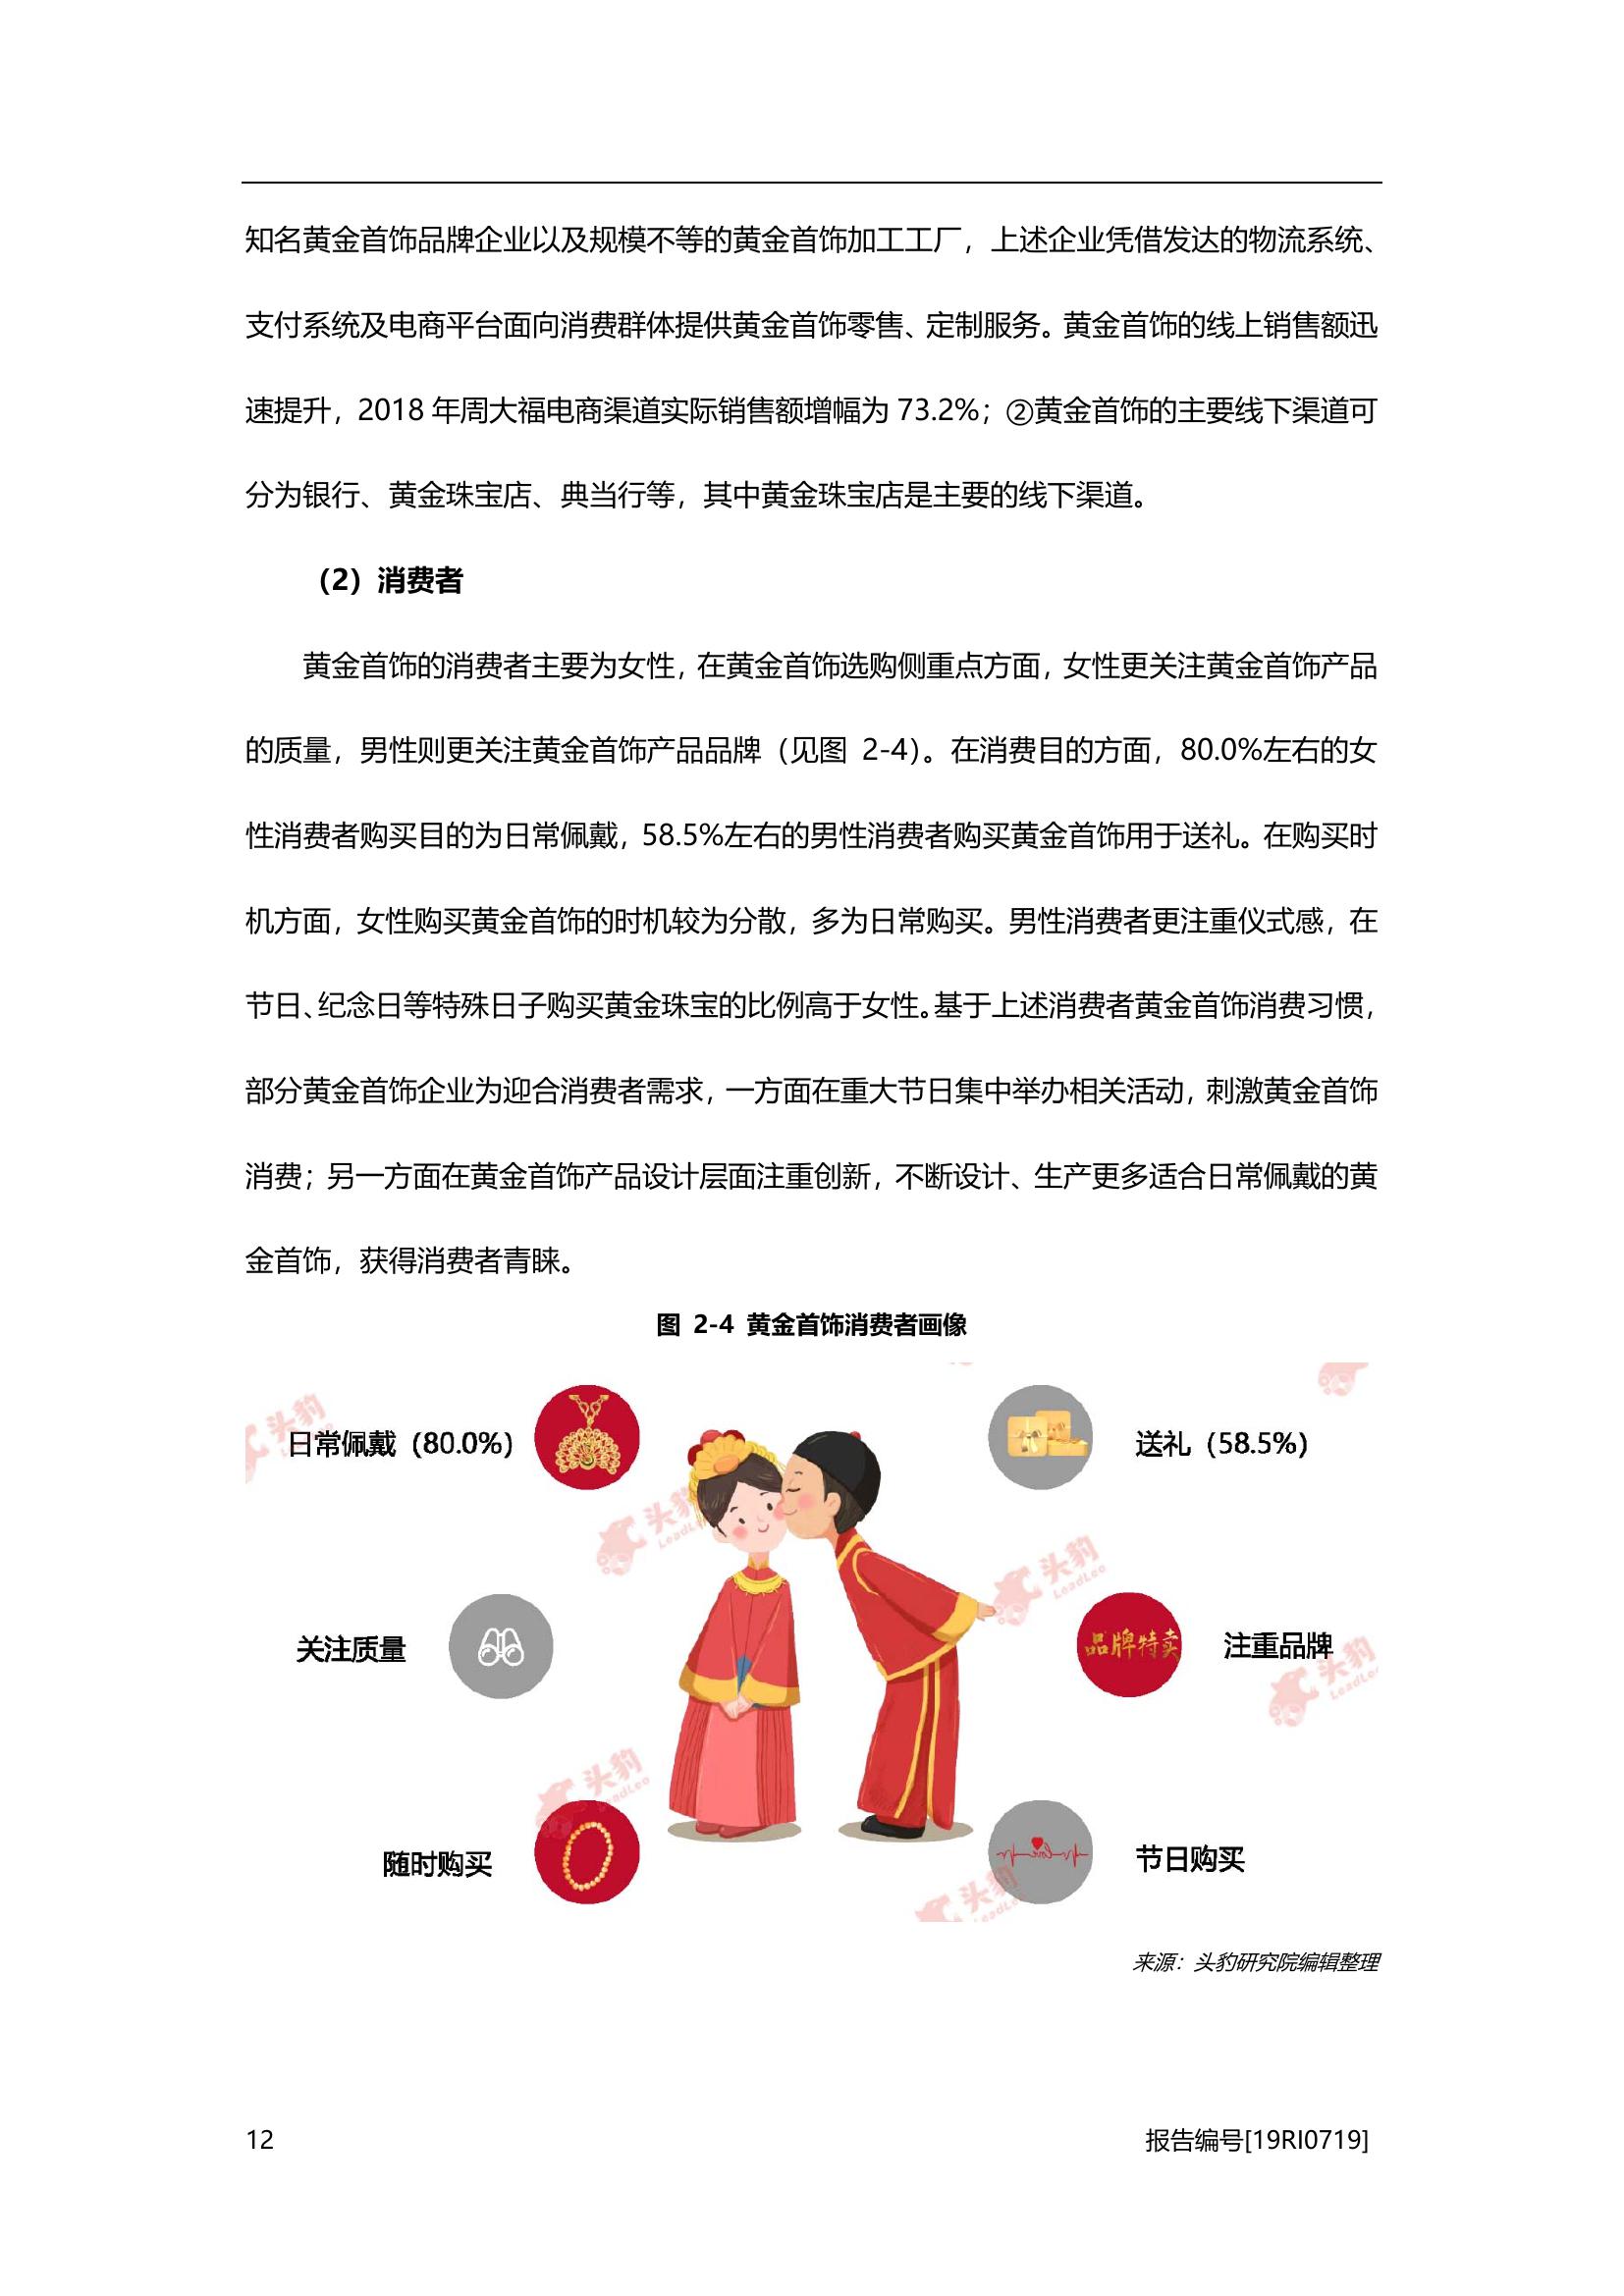 知名黄金首饰品牌企业以及规模不等的黄金首饰加工工厂，上述企业凭借发达的物流系统、
支付系统及电商平台面向消费群体提供黄金首饰零售、定制服务。黄金首饰的线上销售额迅
速提升，2018 年周大福电商渠道实际销售额增幅为 73.2%；②黄金首饰的主要线下渠道可
分为银行、黄金珠宝店、典当行等，其中黄金珠宝店是主要的线下渠道。
（2）消费者
黄金首饰的消费者主要为女性，在黄金首饰选购侧重点方面，女性更关注黄金首饰产品
的质量，男性则更关注黄金首饰产品品牌（见图 2-4）。在消费目的方面，80.0%左右的女
性消费者购买目的为日常佩戴，58.5%左右的男性消费者购买黄金首饰用于送礼。在购买时
机方面，女性购买黄金首饰的时机较为分散，多为日常购买。男性消费者更注重仪式感，在
节日、纪念日等特殊日子购买黄金珠宝的比例高于女性。基于上述消费者黄金首饰消费习惯，
部分黄金首饰企业为迎合消费者需求，一方面在重大节日集中举办相关活动，刺激黄金首饰
消费；另一方面在黄金首饰产品设计层面注重创新，不断设计、生产更多适合日常佩戴的黄
金首饰，获得消费者青睐。
图 2-4 黄金首饰消费者画像
头豹
日常佩戴（80.0%）
送礼（58.5%）
头豹
LeadLeo
头豹
LeadLeo
关注质量
品牌特卖
注重品牌
头豹
LeadLeo
头豹
LeadLeo
随时购买
节日购买
头豹
LeadLeo
来源：头豹研究院编辑整理
12
报告编号[19RI0719]